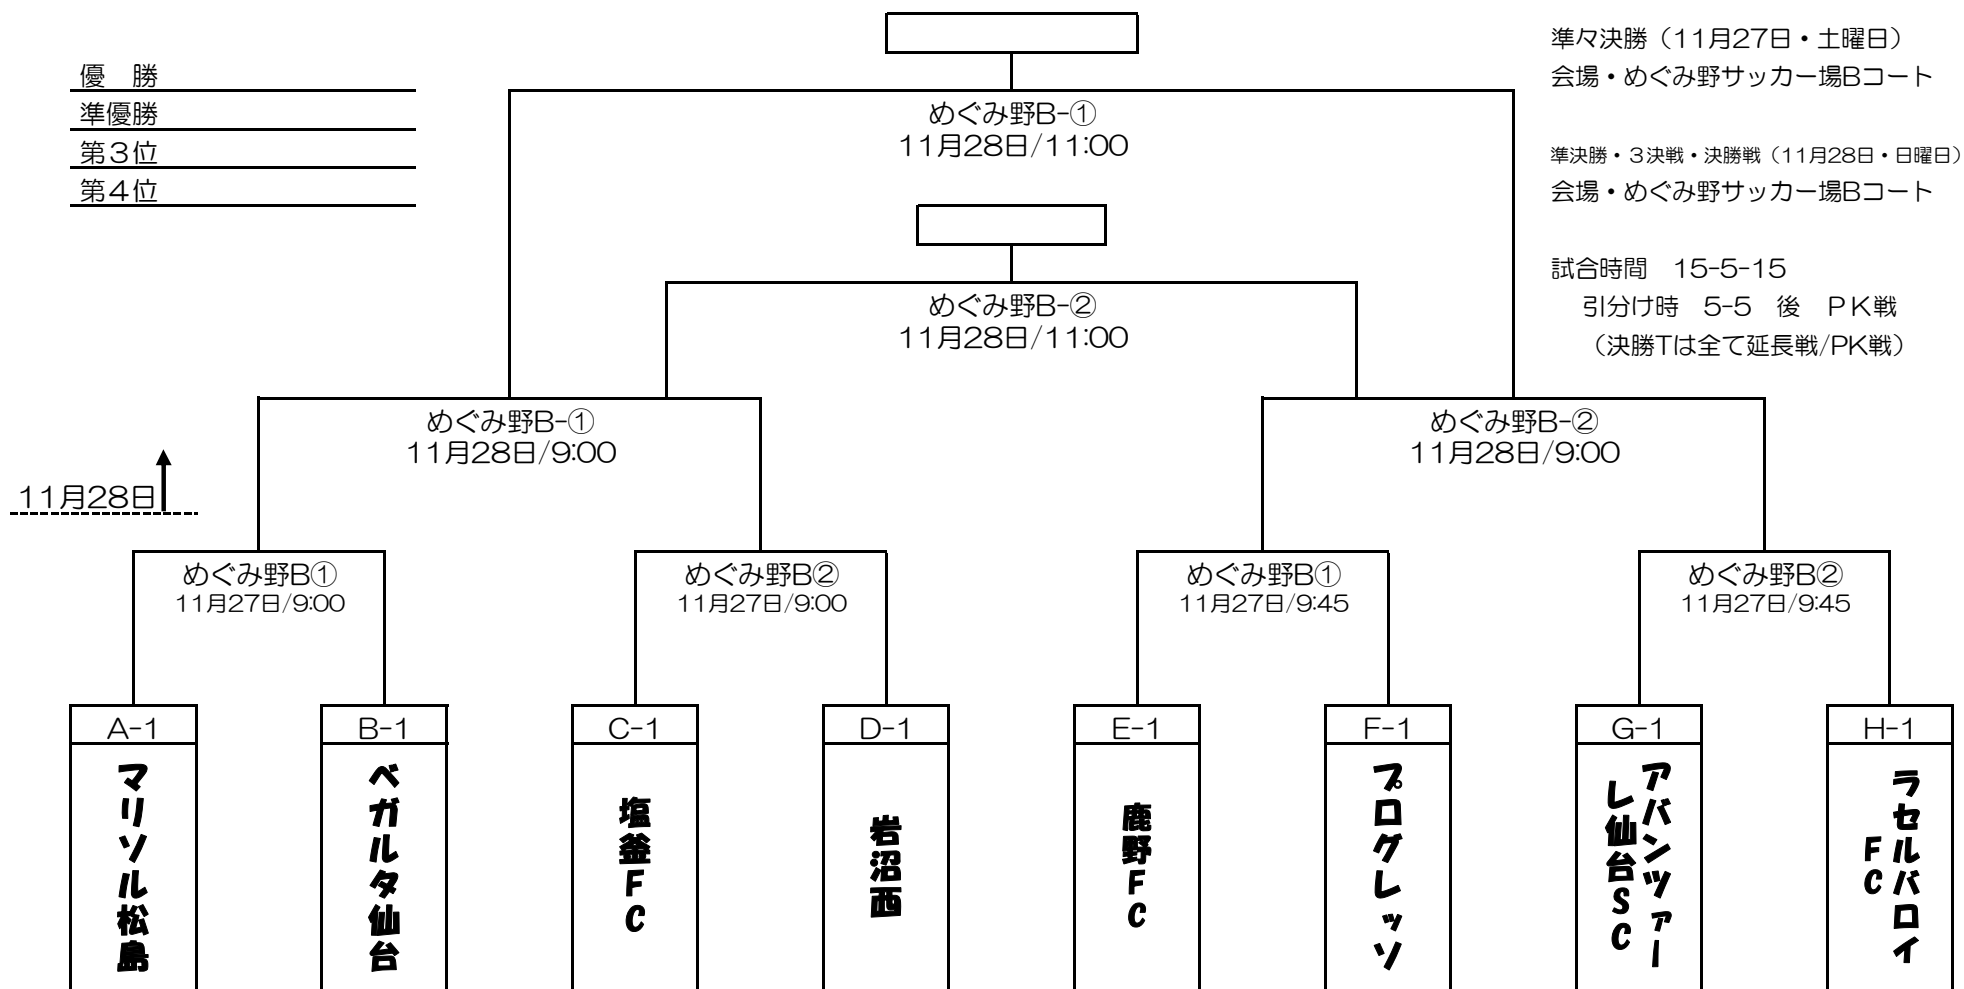 優　勝
準優勝
第３位
第４位
準々決勝（11月27日・土曜日）
会場・めぐみ野サッカー場Bコート
準決勝・３決戦・決勝戦（11月28日・日曜日）
会場・めぐみ野サッカー場Bコート
試合時間　15-5-15
引分け時　5-5　後　ＰＫ戦
（決勝Tは全て延長戦/PK戦）
めぐみ野B-①
11月28日/11:00
めぐみ野B-②
11月28日/11:00
めぐみ野B-①
11月28日/9:00
めぐみ野B-②
11月28日/9:00
11月28日
めぐみ野B①
11月27日/9:00
めぐみ野B②
11月27日/9:00
めぐみ野B①
11月27日/9:45
めぐみ野B②
11月27日/9:45
A-1
マリソル松島
B-1
ベガルタ仙台
C-1
塩釜FC
D-1
岩沼西
E-1
鹿野FC
F-1
プログレッソ
G-1
アバンツァー
レ仙台SC
H-1
ラセルバロイ
FC